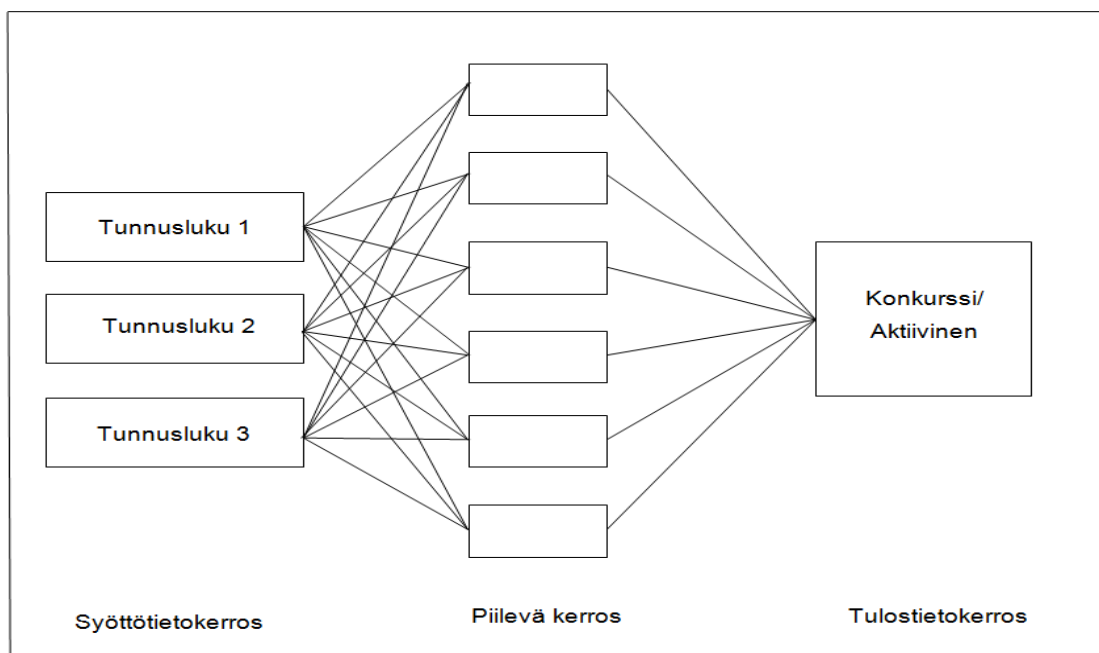 Tunnusluku 1
Tunnusluku 2
Tunnusluku 3
Konkurssi/
Aktiivinen
Syöttötietokerros
Piilevä kerros
Tulostietokerros